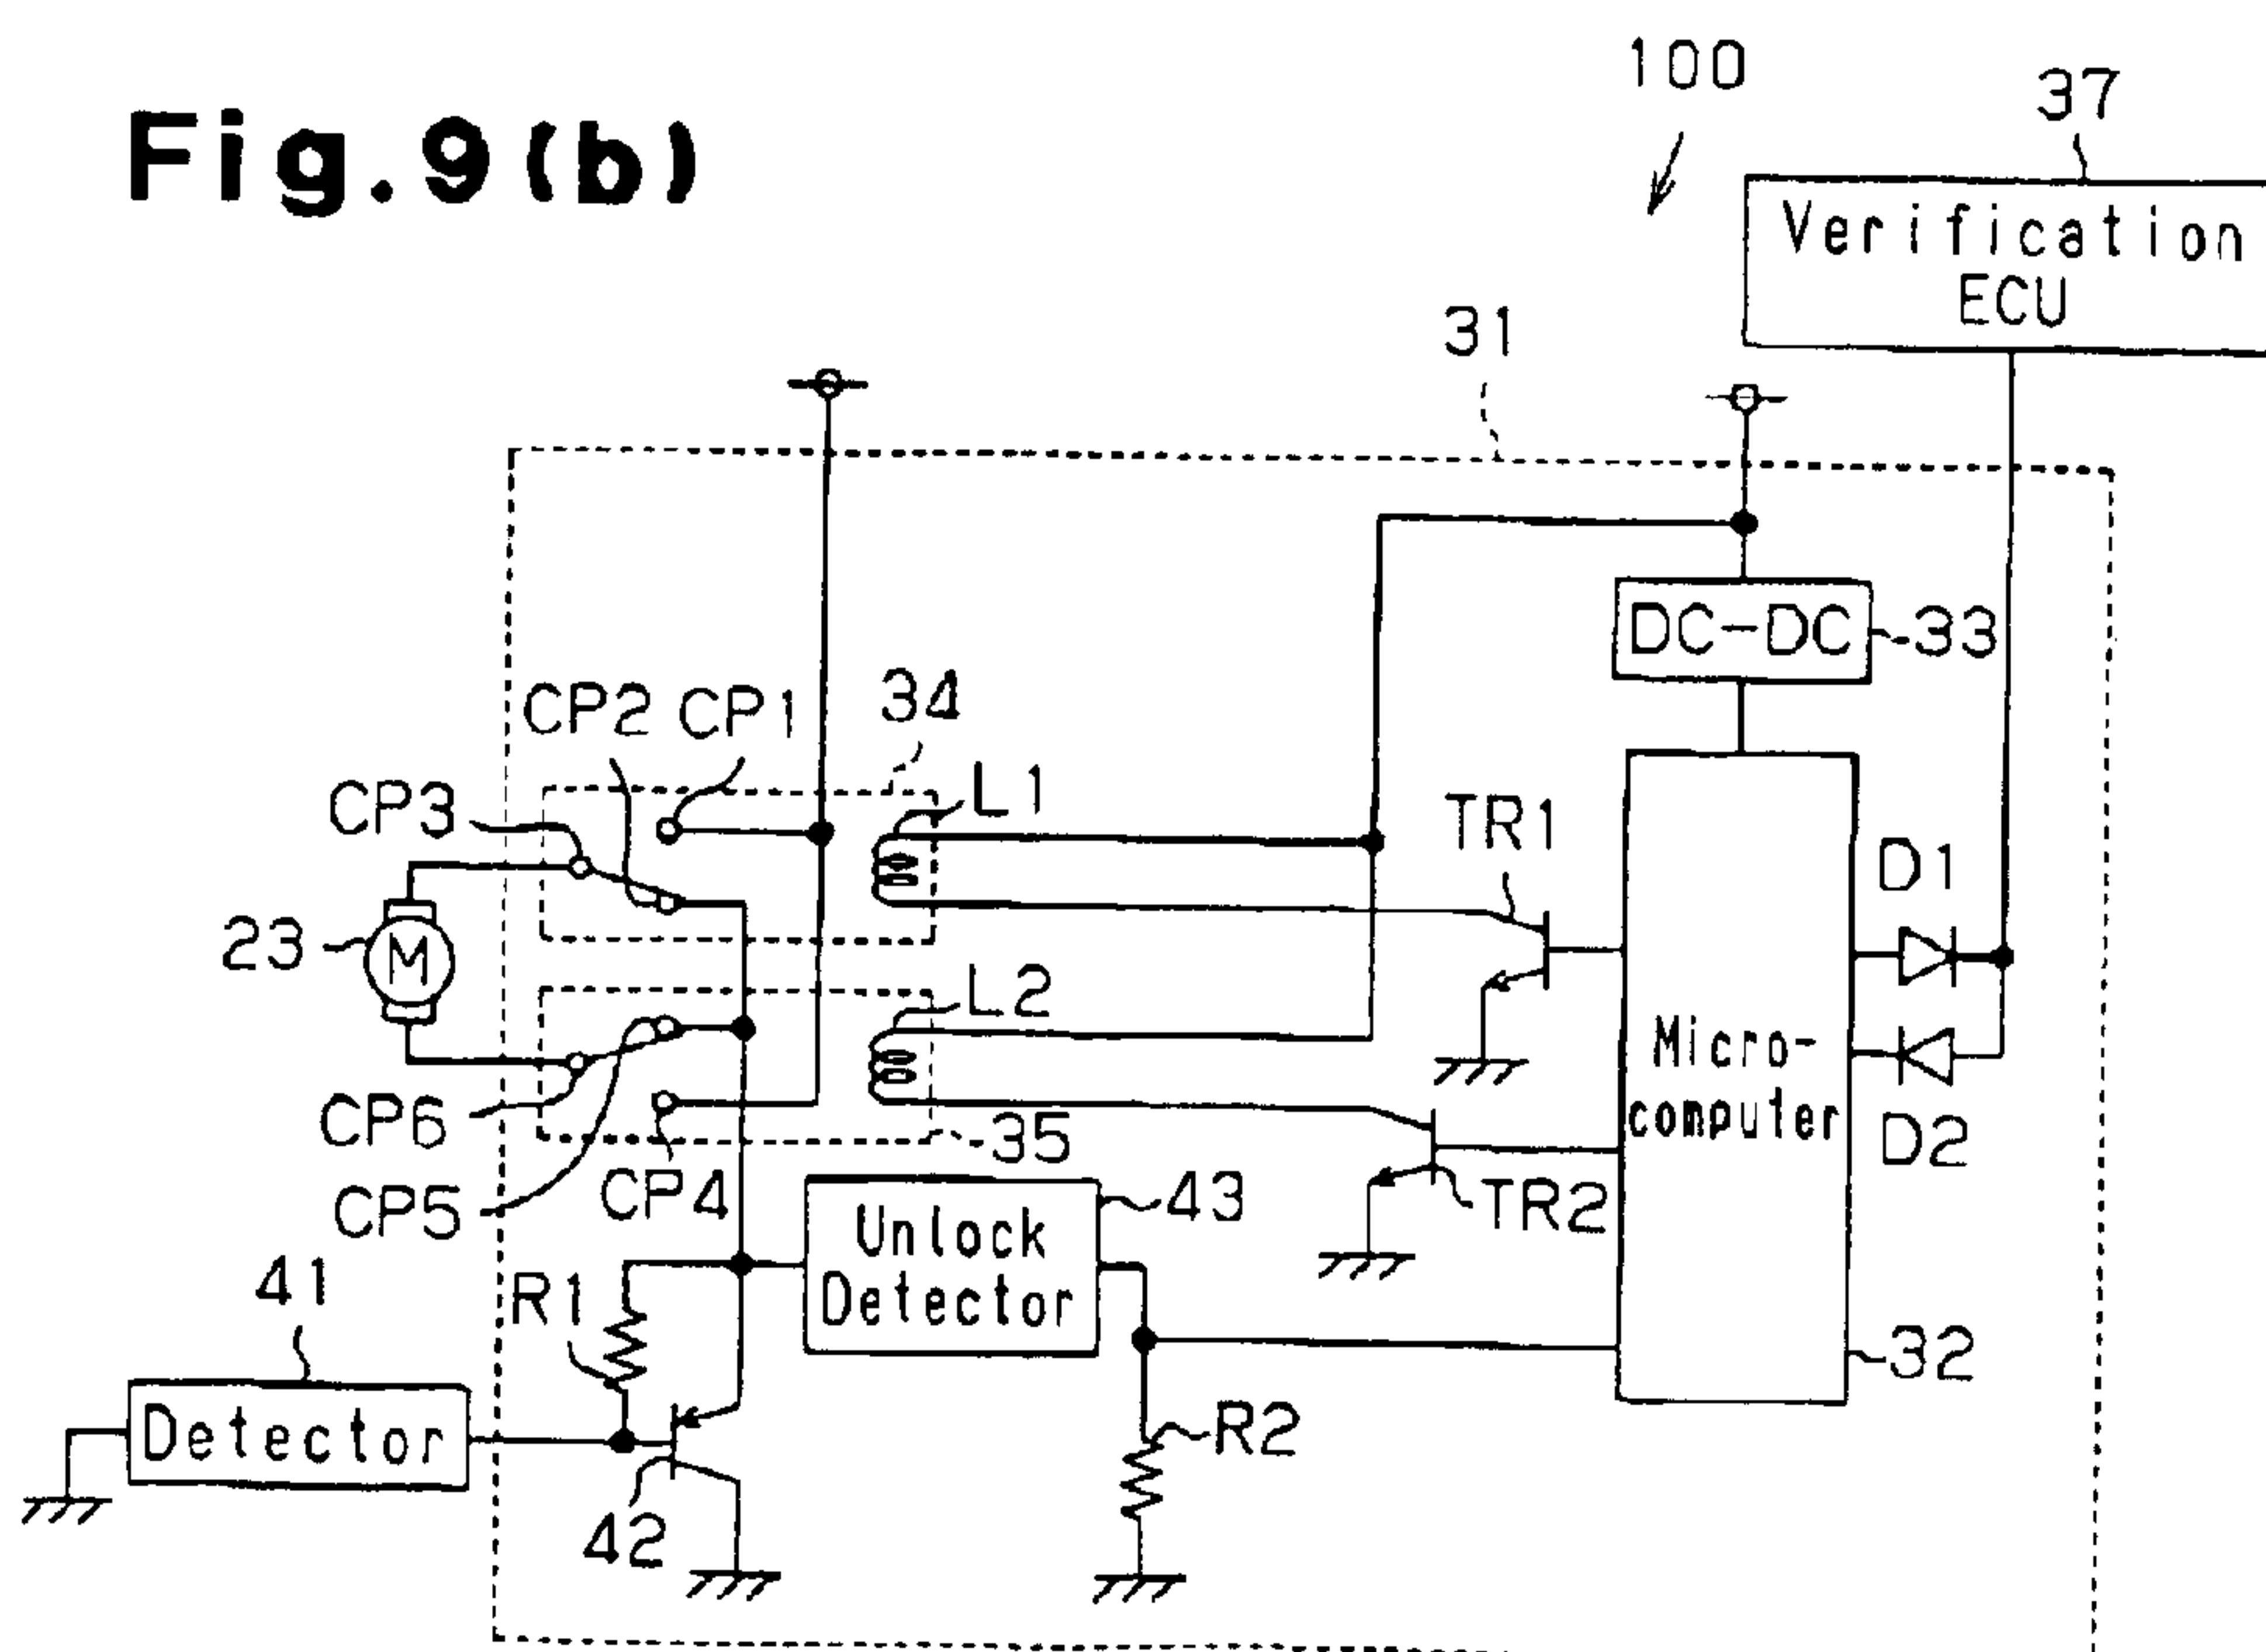 Fig.9(b)
100
37
Verification
ECU
31
DC-DC
33
CP2
CP1
34
L1
CP3
TR1
D1
23
M
L2
Micro-
computer
CP6
35
D2
CP5
CP4
43
TR2
Unlock
Detector
41
R1
32
Detector
R2
42